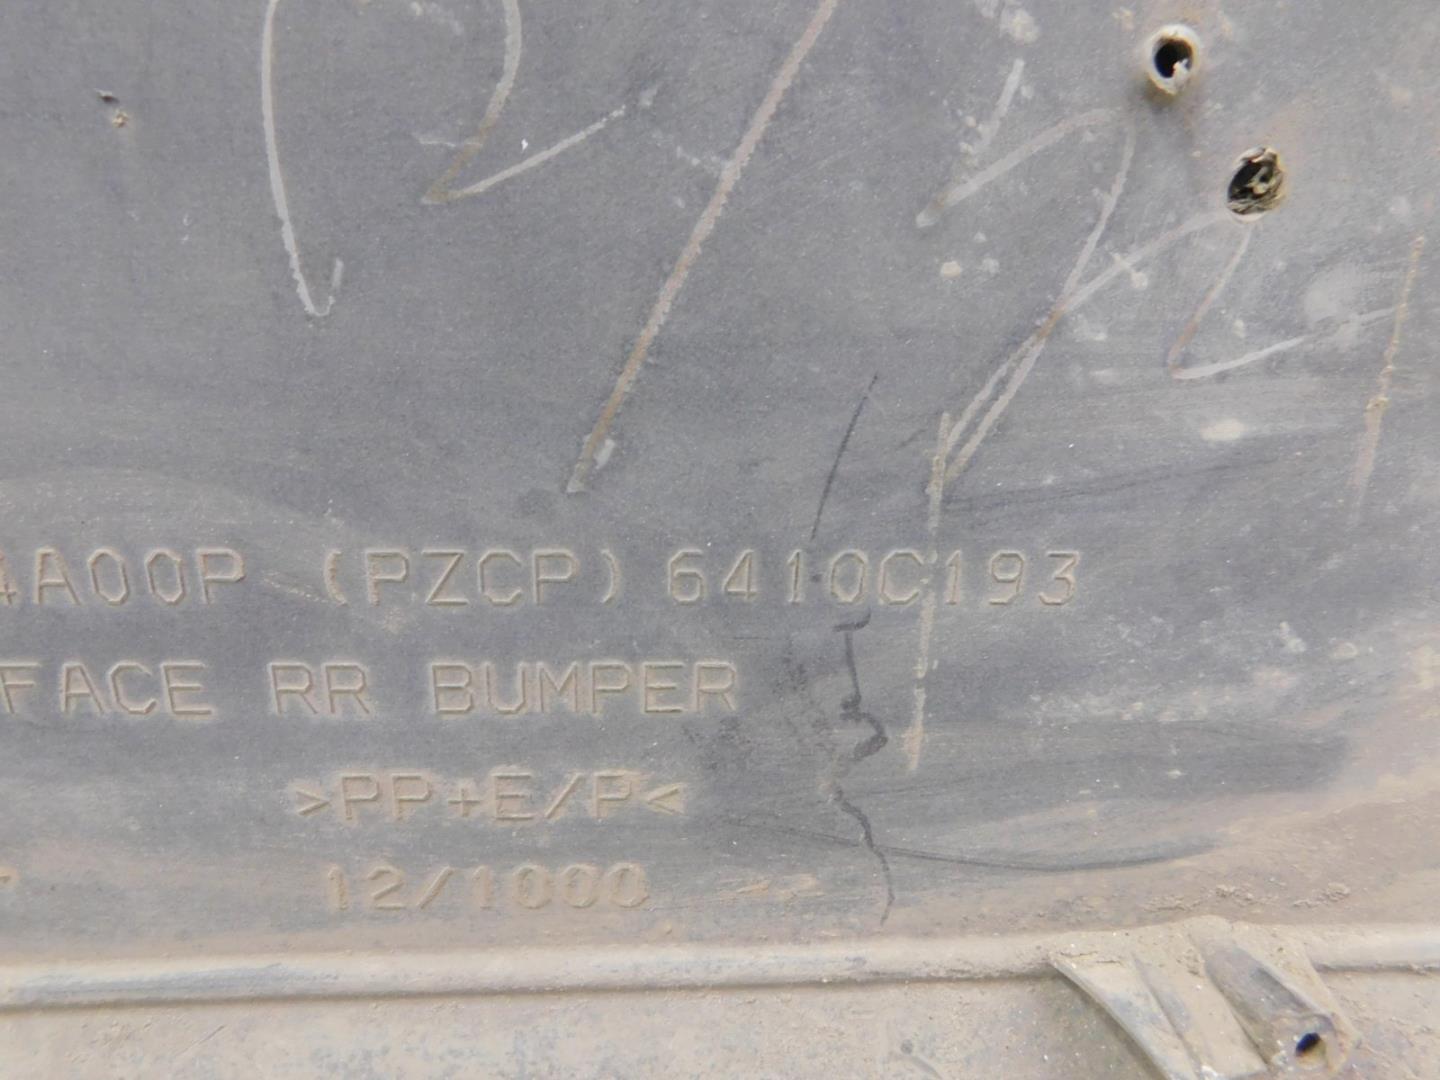 4A00P (PZCP) 6410C193
FACE RR BUMPER
>PP+E/P<
12/1000